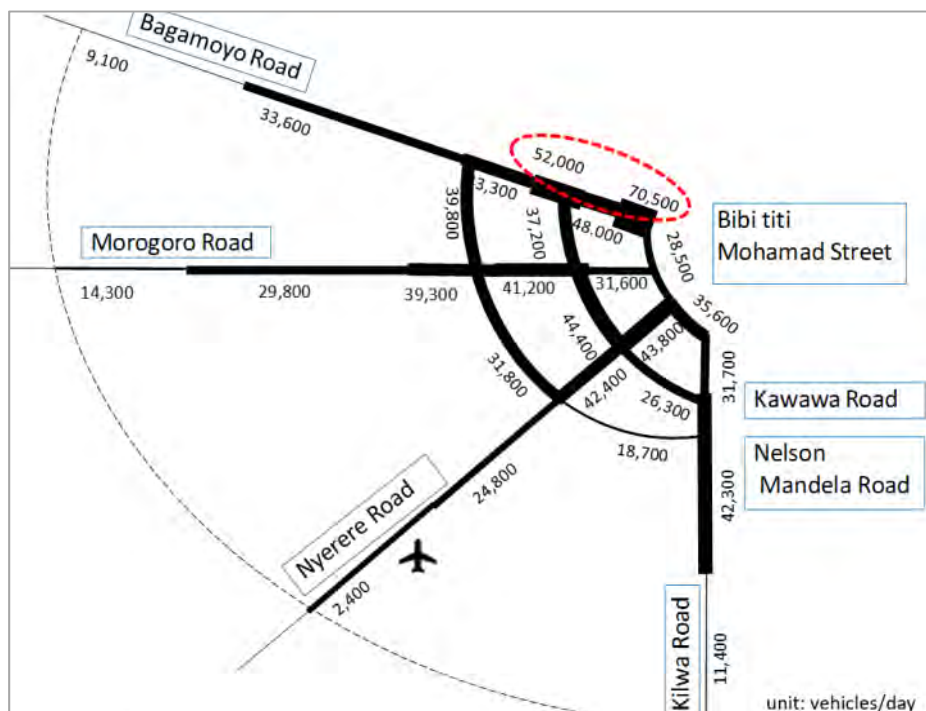 Bagamoyo Road
9,100
33,600
52,000
70,500
3,300
48.000
39,800
37,200
28,500
Bibi titi
Mohamad Street
Morogoro Road
14,300
29,800
39,300
41,200
31,600
35,600
44,400
43,800
31,800
42,400
26,300
31,700
Kawawa Road
18,700
Nelson
Mandela Road
24,800
42,300
Nyerere Road
2,400
Kilwa Road
11,400
unit: vehicles/day